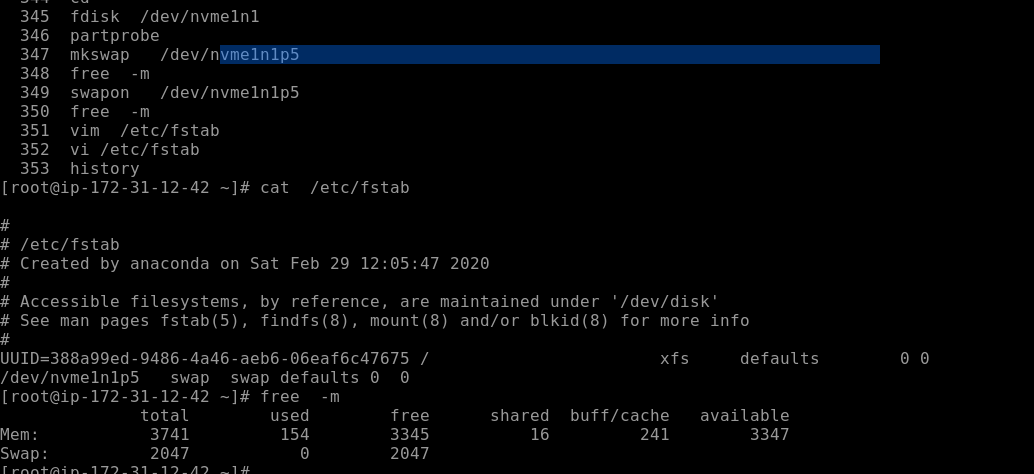 344  cd
  345  fdisk  /dev/nvme1n1
  346  partprobe
  347  mkswap   /dev/nvme1n1p5
  348  free  -m
  349  swapon   /dev/nvme1n1p5
  350  free  -m
  351  vim  /etc/fstab
  352  vi /etc/fstab
  353  history
[root@ip-172-31-12-42 ~]# cat  /etc/fstab
#
# /etc/fstab
# Created by anaconda on Sat Feb 29 12:05:47 2020
#
# Accessible filesystems, by reference, are maintained under '/dev/disk'
# See man pages fstab(5), findfs(8), mount(8) and/or blkid(8) for more info
#
UUID=388a99ed-9486-4a46-aeb6-06eaf6c47675 /                       xfs     defaults        0 0
/dev/nvme1n1p5   swap  swap defaults 0  0
[root@ip-172-31-12-42 ~]# free  -m
              total        used        free      shared  buff/cache   available
Mem:           3741         154        3345          16         241        3347
Swap:          2047           0        2047
[root@ip-172-31-12-42 ~]#